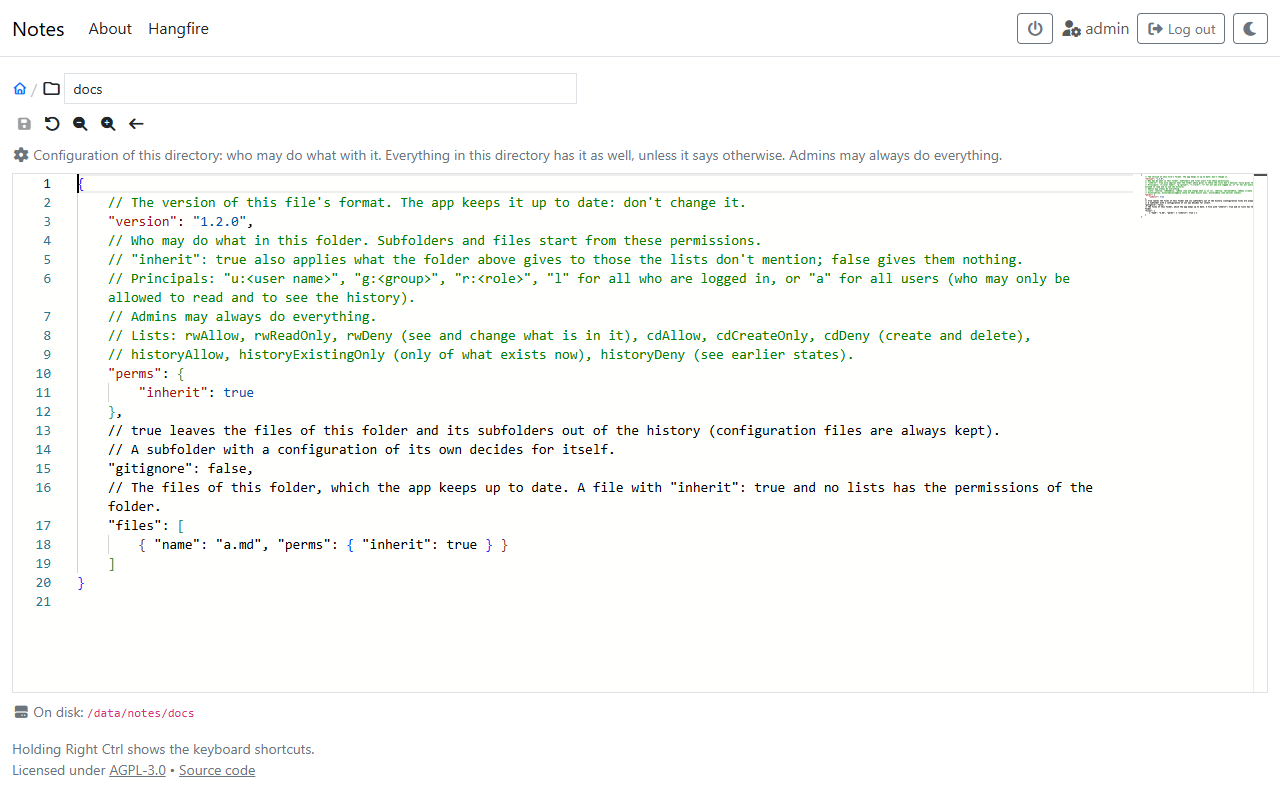 Notes About Hangfire admin Log out
/ docs
Configuration of this directory: who may do what with it. Everything in this directory has it as well, unless it says otherwise. Admins may always do everything.
1 {
2 // The version of this file's format. The app keeps it up to date: don't change it.
3 "version": "1.2.0",
4 // Who may do what in this folder. Subfolders and files start from these permissions.
5 // "inherit": true also applies what the folder above gives to those the lists don't mention; false gives them nothing.
6 // Principals: "u:<user name>", "g:<group>", "r:<role>", "l" for all who are logged in, or "a" for all users (who may only be
allowed to read and to see the history).
7 // Admins may always do everything.
8 // Lists: rwAllow, rwReadOnly, rwDeny (see and change what is in it), cdAllow, cdCreateOnly, cdDeny (create and delete),
9 // historyAllow, historyExistingOnly (only of what exists now), historyDeny (see earlier states).
10 "perms": {
11 "inherit": true
12 },
13 // true leaves the files of this folder and its subfolders out of the history (configuration files are always kept).
14 // A subfolder with a configuration of its own decides for itself.
15 "gitignore": false,
16 // The files of this folder, which the app keeps up to date. A file with "inherit": true and no lists has the permissions of the
folder.
17 "files": [
18 { "name": "a.md", "perms": { "inherit": true } }
19 ]
20 }
21
On disk: /data/notes/docs
Holding Right Ctrl shows the keyboard shortcuts.
Licensed under AGPL-3.0 • Source code